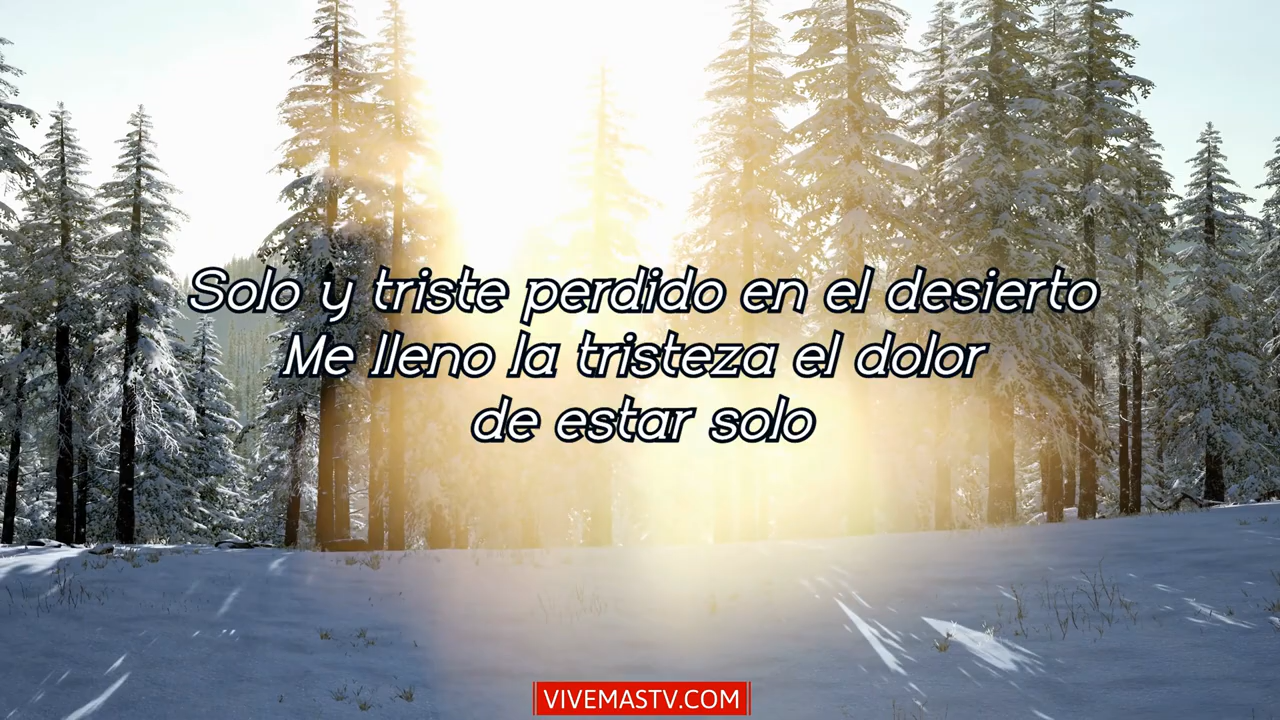 Solo y triste perdido en el desierto
Me lleno la tristeza el dolor
de estar solo
VIVEMASTV.COM